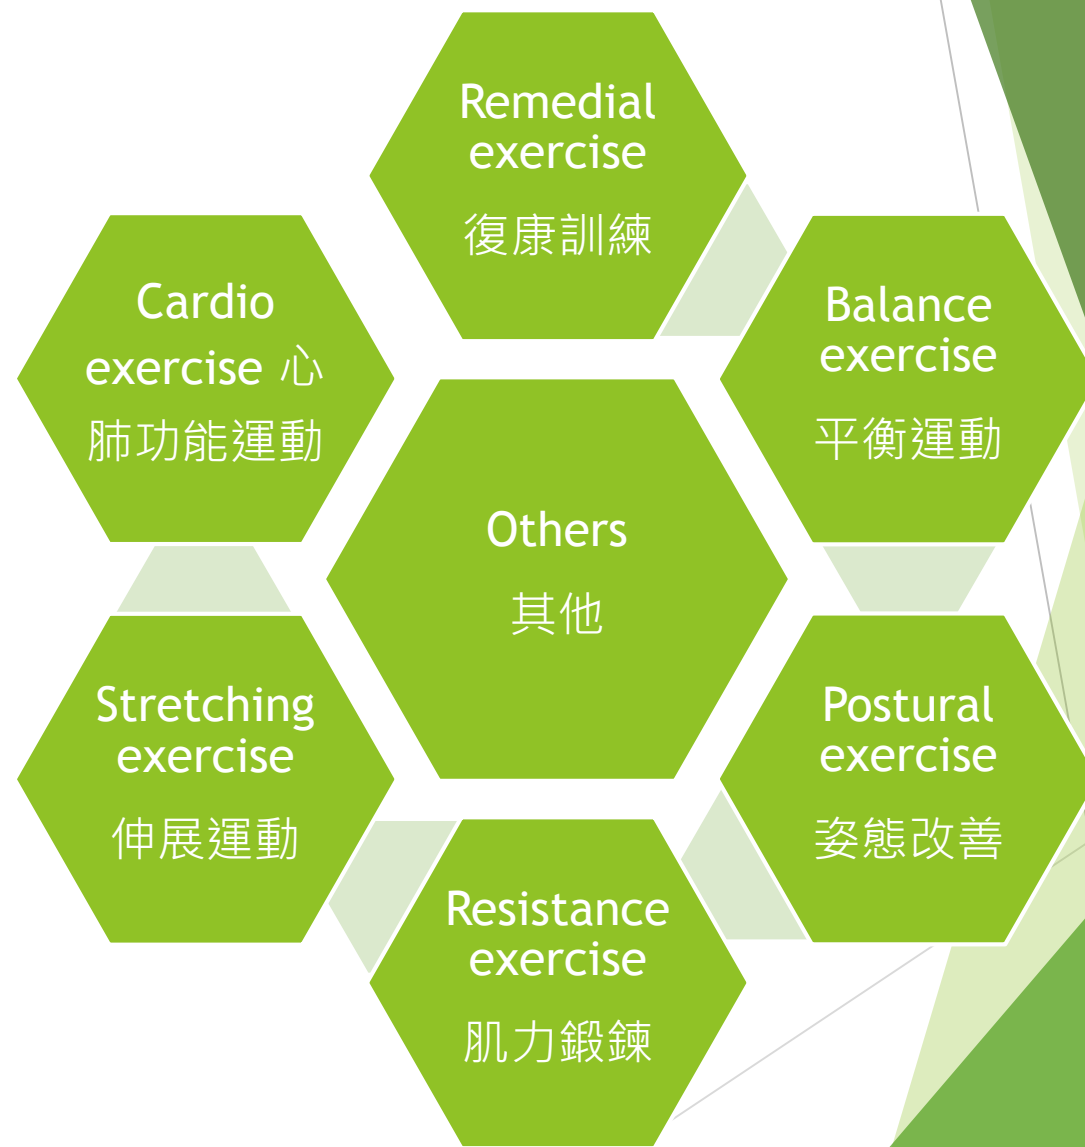 Remedial
exercise
復康訓練
Cardio
exercise 心
肺功能運動
Balance
exercise
平衡運動
Others
其他
Stretching
exercise
伸展運動
Postural
exercise
姿態改善
Resistance
exercise
肌力鍛鍊